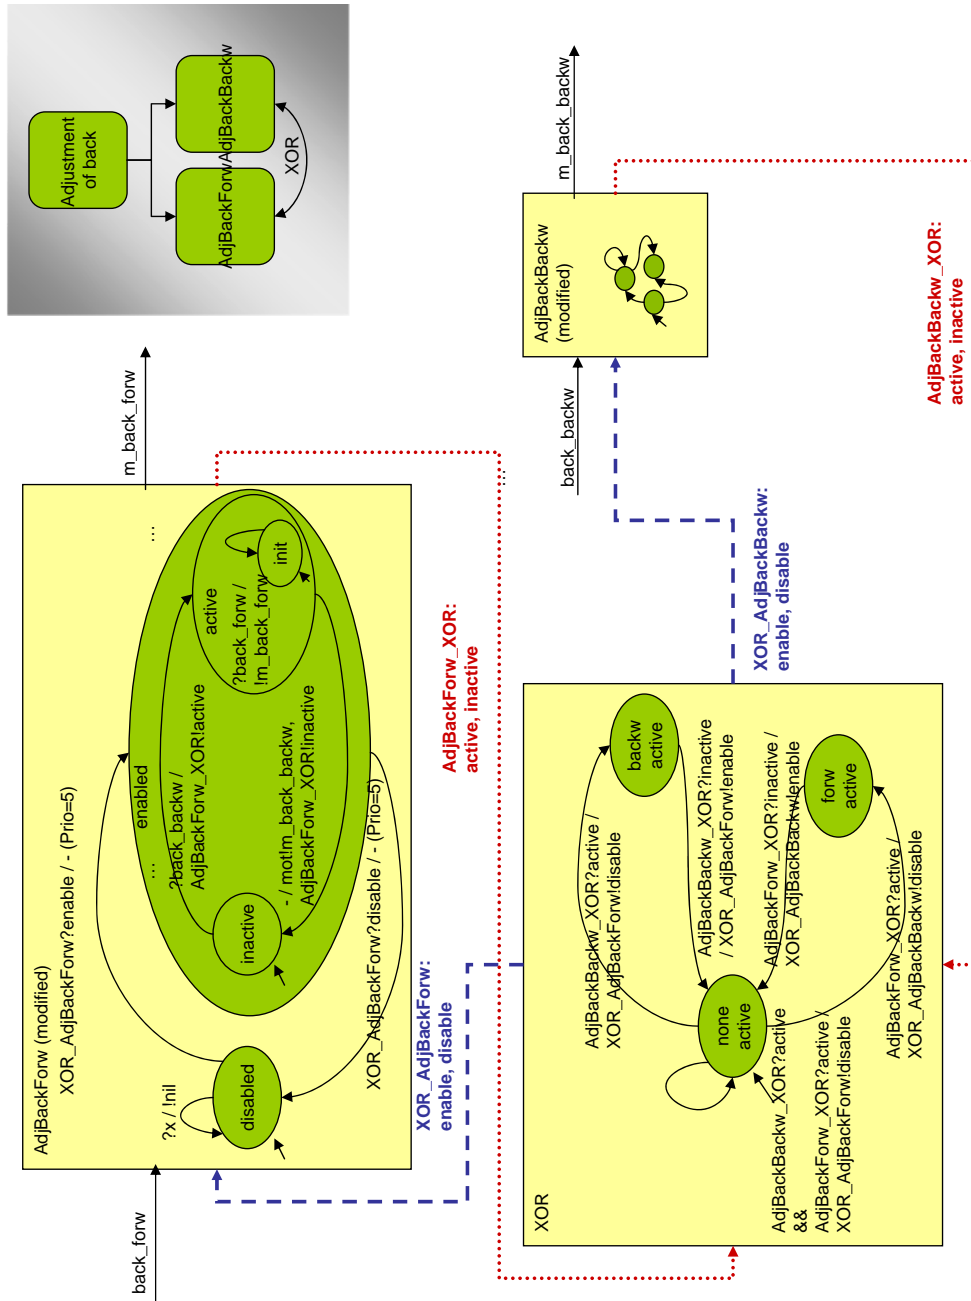 back_forw
AdjBackForw (modified)
XOR_AdjBackForw?enable / - (Prio=5)
?x / !nil
disabled
enabled
...
?back_backw /
AdjBackForw_XOR!active
inactive
- / mot!m_back_backw,
AdjBackForw_XOR!inactive
active
?back_forw /
!m_back_forw
init
...
XOR_AdjBackForw?disable / - (Prio=5)
m_back_forw
Adjustment
of back
AdjBackForw
AdjBackBackw
XOR
XOR_AdjBackForw:
enable, disable
AdjBackForw_XOR:
active, inactive
...
XOR
AdjBackBackw_XOR?active
&&
AdjBackForw_XOR?active /
XOR_AdjBackForw!disable
none
active
AdjBackBackw_XOR?active /
XOR_AdjBackForw!disable
backw
active
AdjBackBackw_XOR?inactive
/ XOR_AdjBackForw!enable
AdjBackForw_XOR?inactive /
XOR_AdjBackBackw!enable
forw
active
AdjBackForw_XOR?active /
XOR_AdjBackBackw!disable
XOR_AdjBackBackw:
enable, disable
back_backw
AdjBackBackw
(modified)
m_back_backw
AdjBackBackw_XOR:
active, inactive